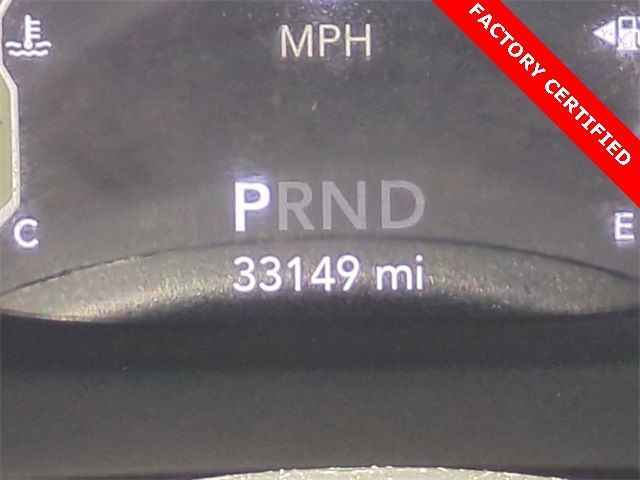 MPH
FACTORY CERTIFIED
PRND
C
E
33149 mi